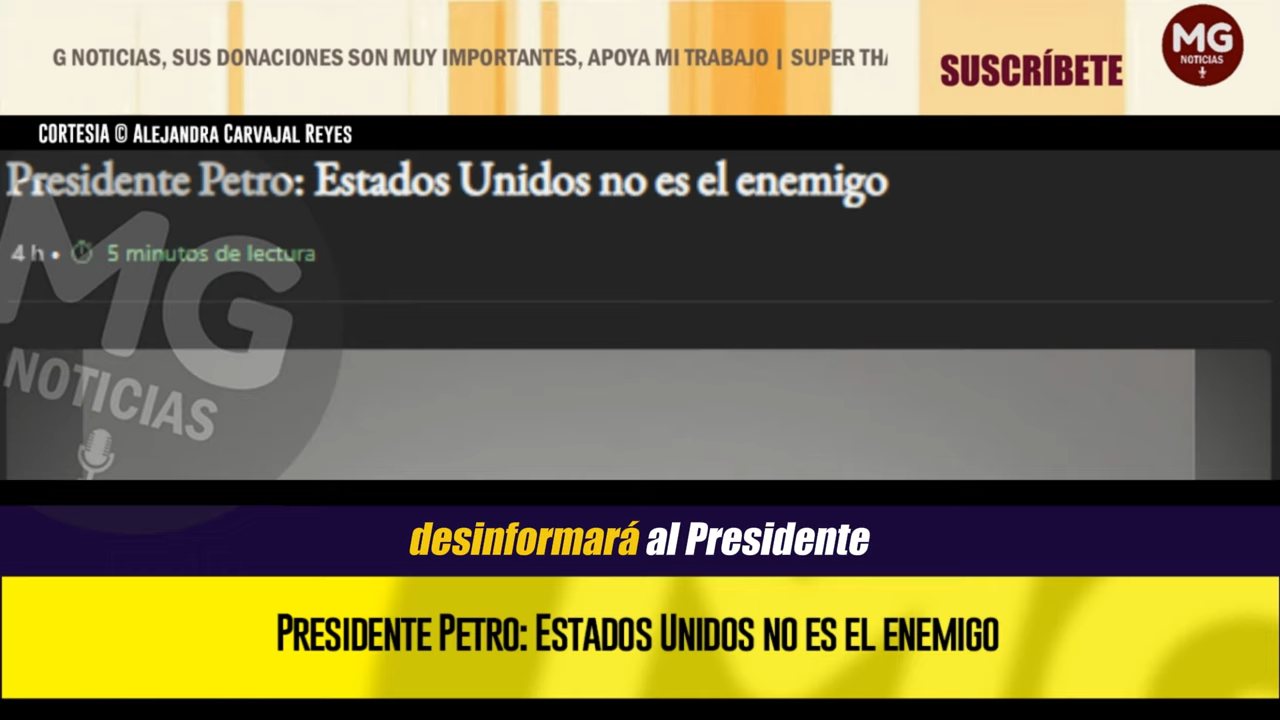 G NOTICIAS, SUS DONACIONES SON MUY IMPORTANTES, APOYA MI TRABAJO | SUPER
SUSCRÍBETE
MG
NOTICIAS
CORTESIA © ALEJANDRA CARVAJAL REYES
Presidente Petro: Estados Unidos no es el enemigo
4 h • 5 minutos de lectura
MG
NOTICIAS
desinformará al Presidente
PRESIDENTE PETRO: ESTADOS UNIDOS NO ES EL ENEMIGO